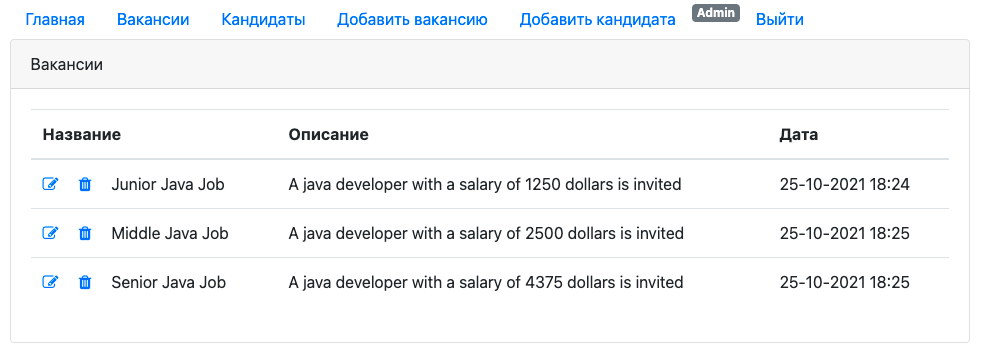 Главная Вакансии Кандидаты Добавить вакансию Добавить кандидата Admin Выйти
Вакансии
Название Описание Дата
Junior Java Job A java developer with a salary of 1250 dollars is invited 25-10-2021 18:24
Middle Java Job A java developer with a salary of 2500 dollars is invited 25-10-2021 18:25
Senior Java Job A java developer with a salary of 4375 dollars is invited 25-10-2021 18:25